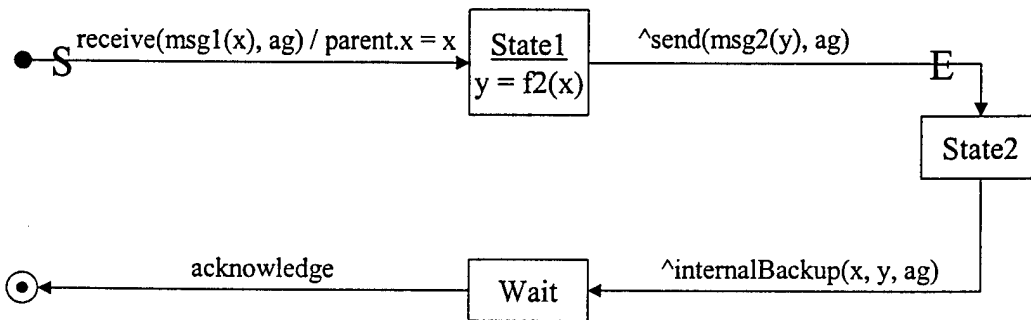 receive(msg1(x), ag) / parent.x = x
S
State1
y = f2(x)
^send(msg2(y), ag)
E
State2
acknowledge
Wait
^internalBackup(x, y, ag)